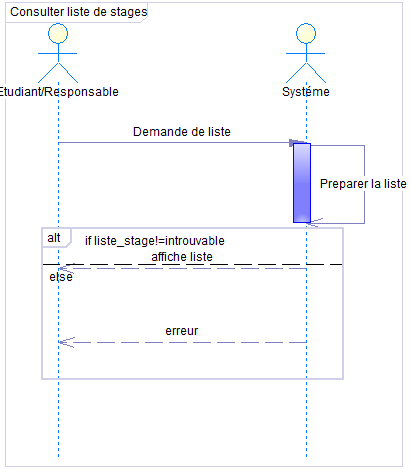 Consulter liste de stages
Etudiant/Responsable
Systéme
Demande de liste
Preparer la liste
alt
if liste_stage!=introuvable
affiche liste
else
erreur